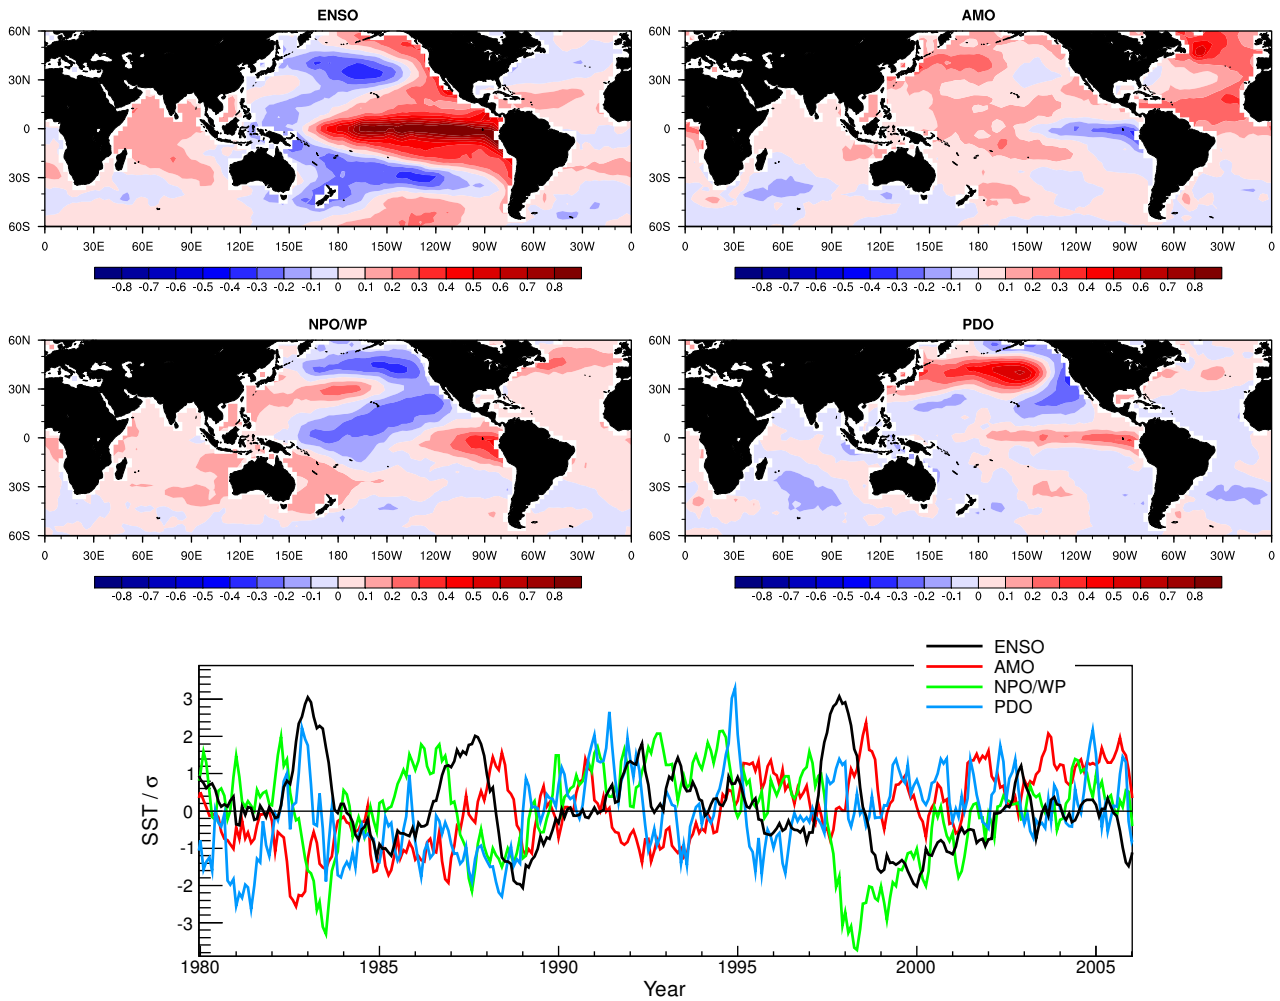 ENSO
AMO
60N
30N
0
30S
60S
0 30E 60E 90E 120E 150E 180 150W 120W 90W 60W 30W 0
60N
30N
0
30S
60S
0 30E 60E 90E 120E 150E 180 150W 120W 90W 60W 30W 0
-0.8 -0.7 -0.6 -0.5 -0.4 -0.3 -0.2 -0.1 0 0.1 0.2 0.3 0.4 0.5 0.6 0.7 0.8
-0.8 -0.7 -0.6 -0.5 -0.4 -0.3 -0.2 -0.1 0 0.1 0.2 0.3 0.4 0.5 0.6 0.7 0.8
NPO/WP
PDO
60N
30N
0
30S
60S
0 30E 60E 90E 120E 150E 180 150W 120W 90W 60W 30W 0
60N
30N
0
30S
60S
0 30E 60E 90E 120E 150E 180 150W 120W 90W 60W 30W 0
-0.8 -0.7 -0.6 -0.5 -0.4 -0.3 -0.2 -0.1 0 0.1 0.2 0.3 0.4 0.5 0.6 0.7 0.8
-0.8 -0.7 -0.6 -0.5 -0.4 -0.3 -0.2 -0.1 0 0.1 0.2 0.3 0.4 0.5 0.6 0.7 0.8
ENSO
AMO
NPO/WP
PDO
SST / σ
3
2
1
0
-1
-2
-3
1980 1985 1990 1995 2000 2005
Year